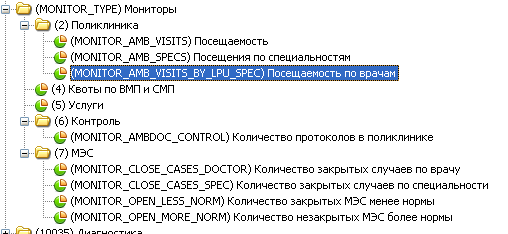 (MONITOR_TYPE) Мониторы
(2) Поликлиника
(MONITOR_AMB_VISITS) Посещаемость
(MONITOR_AMB_SPECS) Посещения по специальностям
(MONITOR_AMB_VISITS_BY_LPU_SPEC) Посещаемость по врачам
(4) Квоты по ВМП и СМП
(5) Услуги
(6) Контроль
(MONITOR_AMBDOC_CONTROL) Количество протоколов в поликлинике
(7) МЭС
(MONITOR_CLOSE_CASES_DOCTOR) Количество закрытых случаев по врачу
(MONITOR_CLOSE_CASES_SPEC) Количество закрытых случаев по специальности
(MONITOR_OPEN_LESS_NORM) Количество закрытых МЭС менее нормы
(MONITOR_OPEN_MORE_NORM) Количество незакрытых МЭС более нормы
(10035) Диагностика